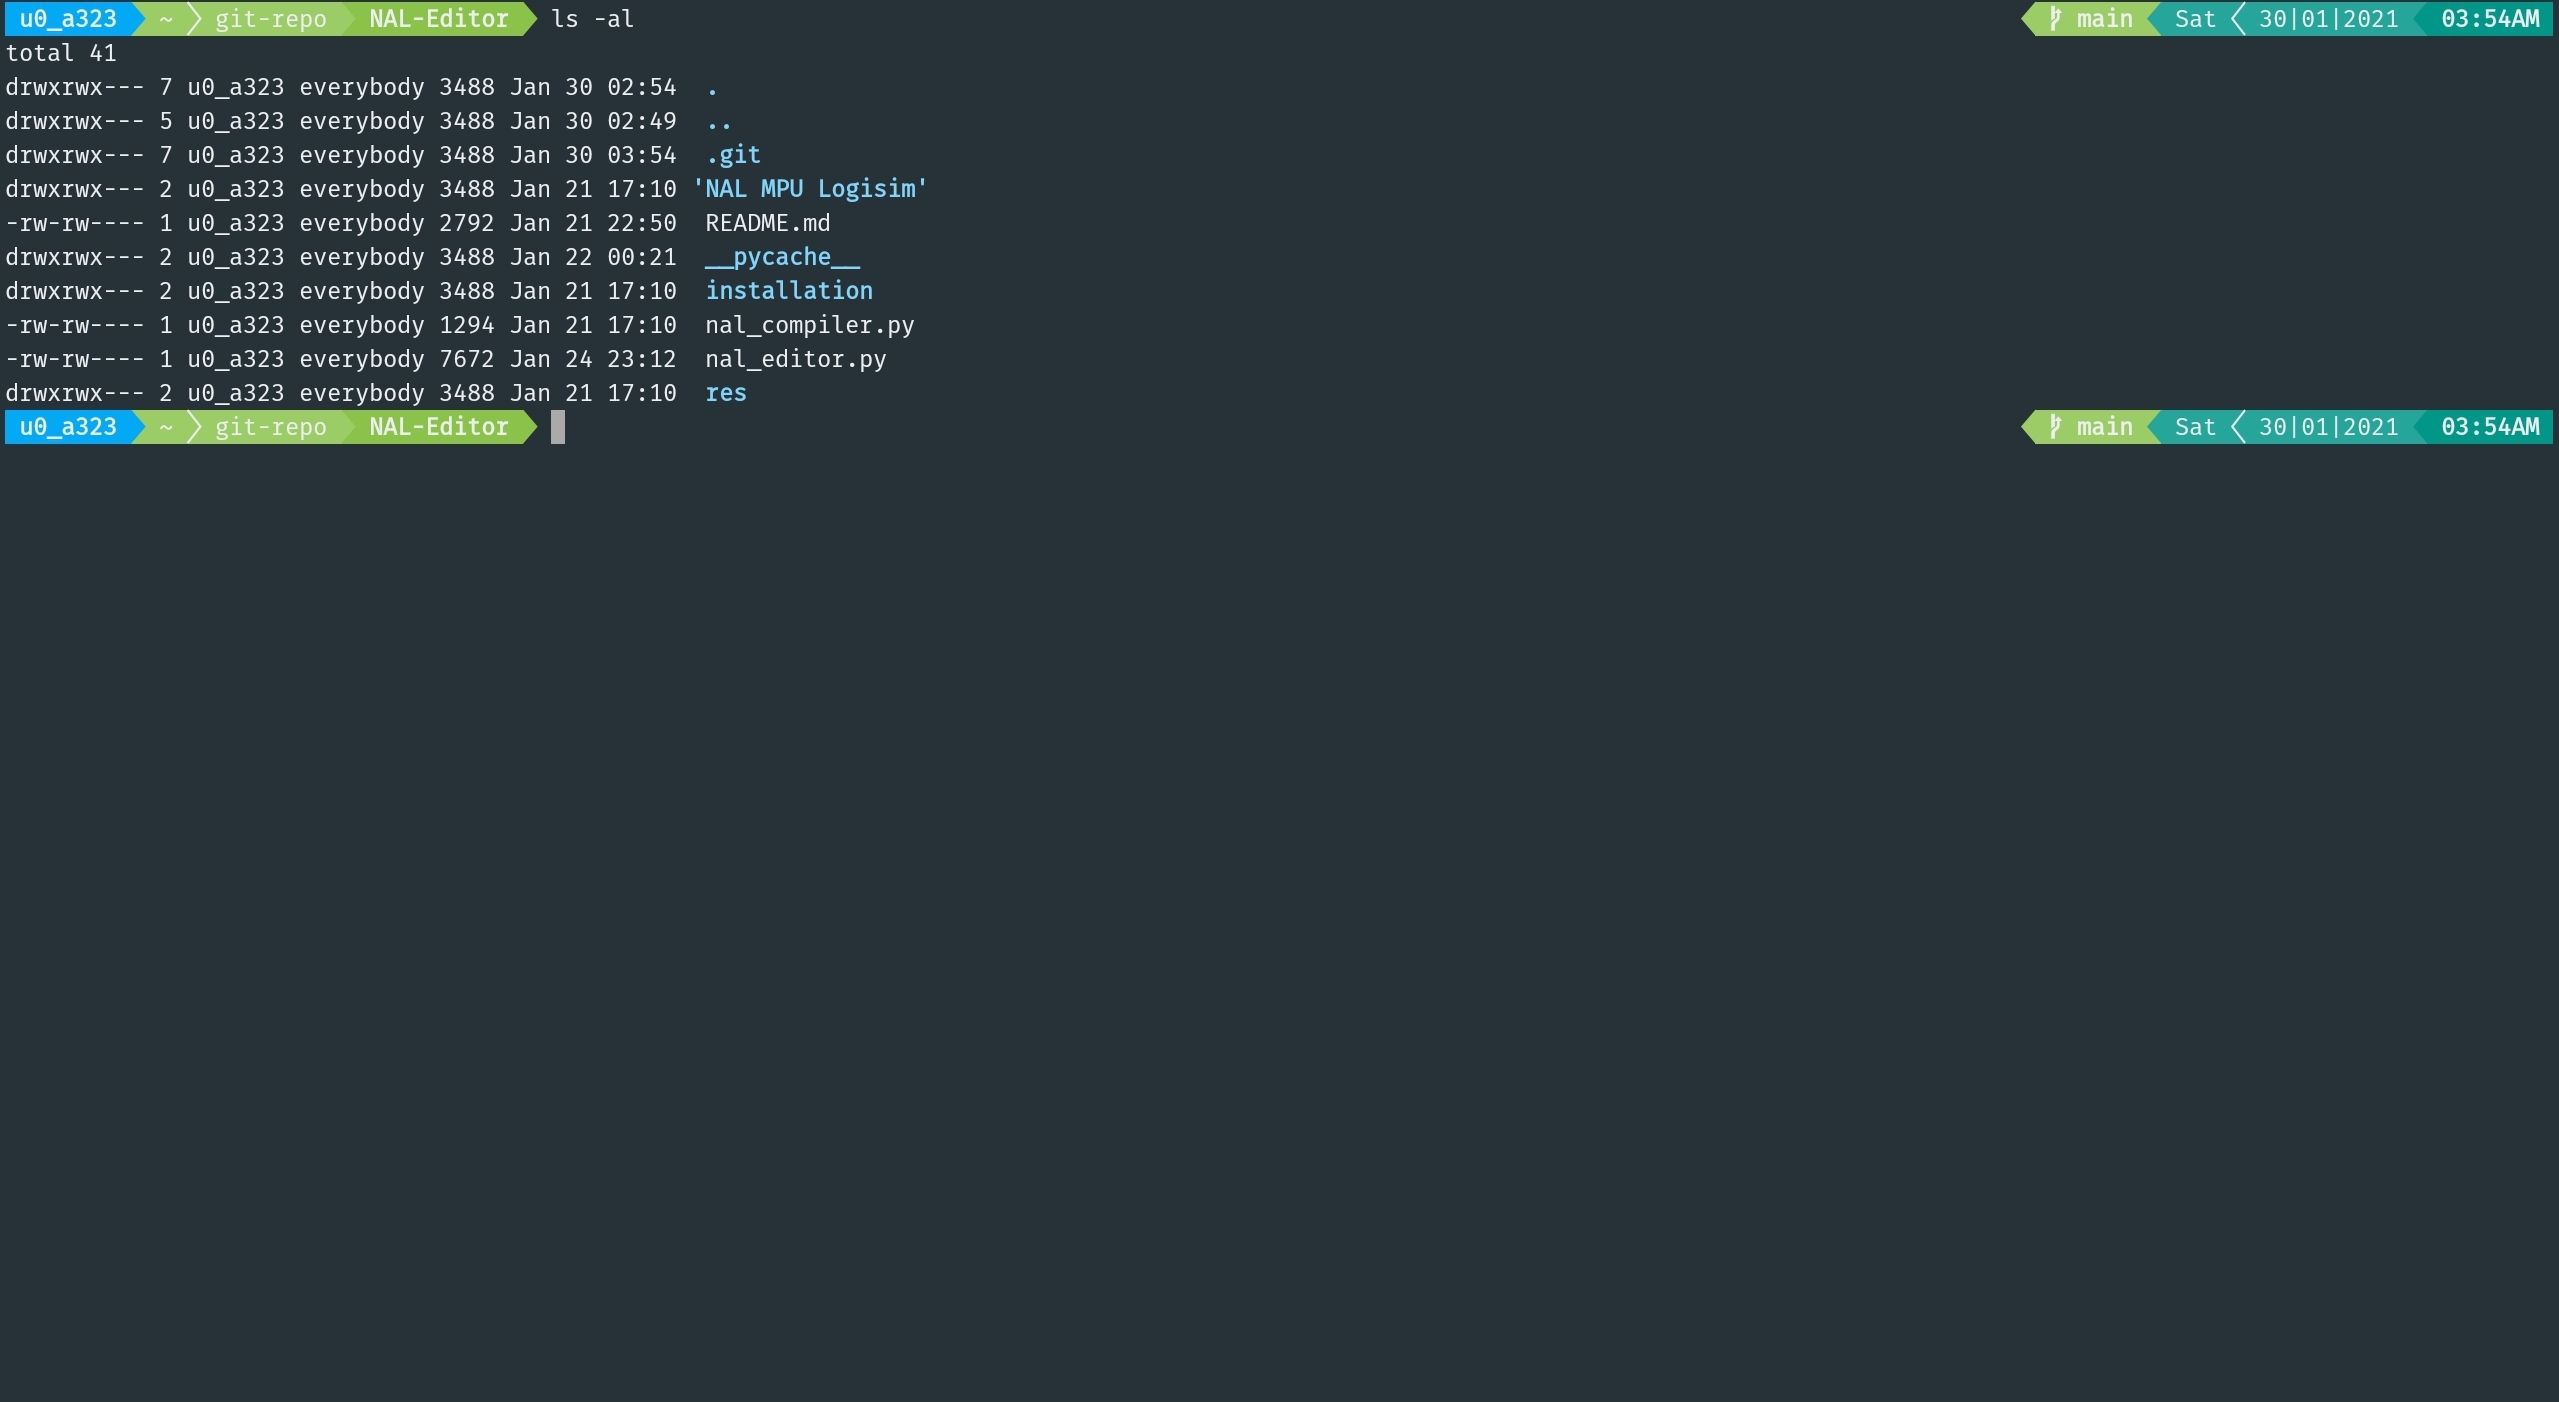 u0_a323 ~ git-repo NAL-Editor ls -al main Sat 30|01|2021 03:54AM
total 41
drwxrwx--- 7 u0_a323 everybody 3488 Jan 30 02:54 .
drwxrwx--- 5 u0_a323 everybody 3488 Jan 30 02:49 ..
drwxrwx--- 7 u0_a323 everybody 3488 Jan 30 03:54 .git
drwxrwx--- 2 u0_a323 everybody 3488 Jan 21 17:10 'NAL MPU Logisim'
-rw-rw---- 1 u0_a323 everybody 2792 Jan 21 22:50 README.md
drwxrwx--- 2 u0_a323 everybody 3488 Jan 22 00:21 __pycache__
drwxrwx--- 2 u0_a323 everybody 3488 Jan 21 17:10 installation
-rw-rw---- 1 u0_a323 everybody 1294 Jan 21 17:10 nal_compiler.py
-rw-rw---- 1 u0_a323 everybody 7672 Jan 24 23:12 nal_editor.py
drwxrwx--- 2 u0_a323 everybody 3488 Jan 21 17:10 res
u0_a323 ~ git-repo NAL-Editor main Sat 30|01|2021 03:54AM